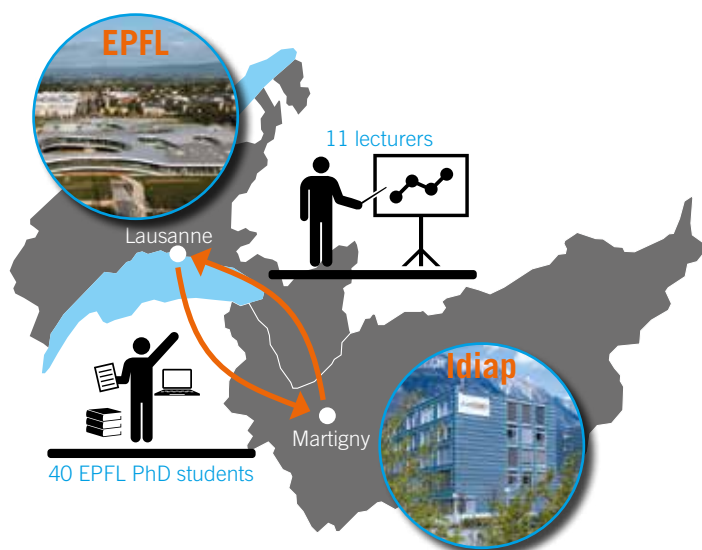 EPFL
11 lecturers
Lausanne
Idiap
Martigny
40 EPFL PhD students